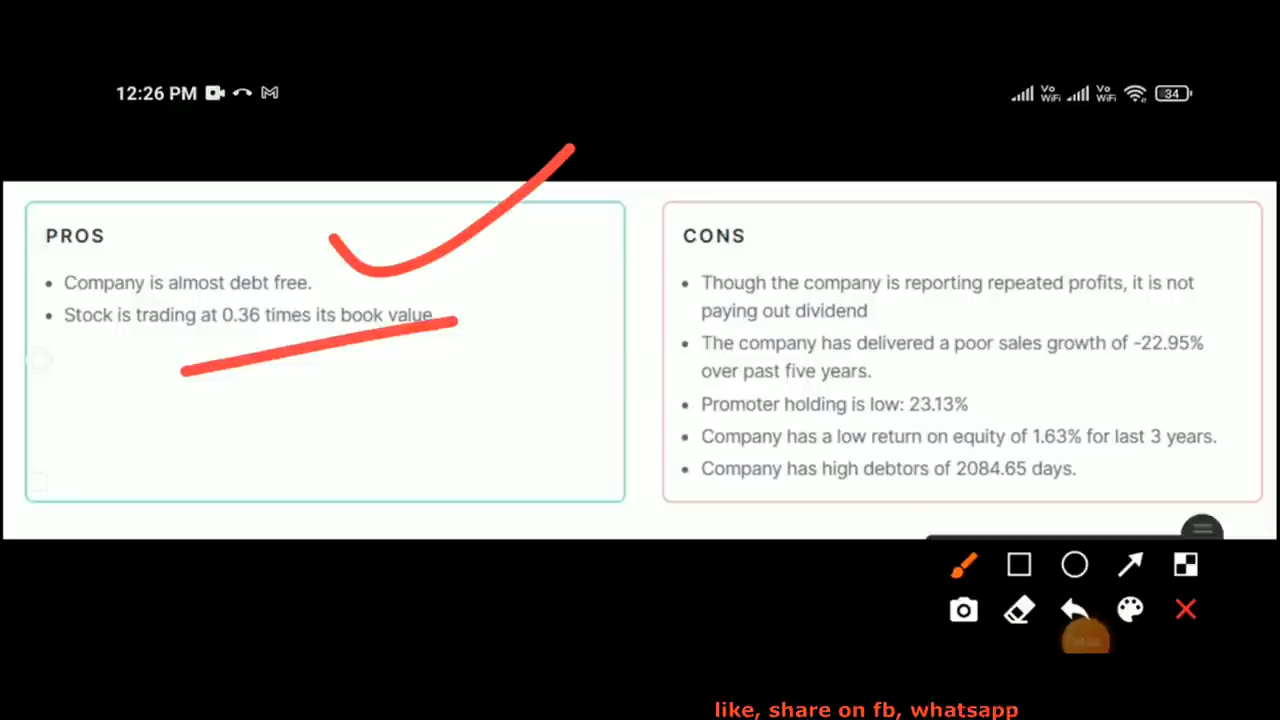 12:26 PM
Vo
WiFi
Vo
WiFi
34
PROS
• Company is almost debt free.
• Stock is trading at 0.36 times its book value
CONS
• Though the company is reporting repeated profits, it is not
paying out dividend
• The company has delivered a poor sales growth of -22.95%
over past five years.
• Promoter holding is low: 23.13%
• Company has a low return on equity of 1.63% for last 3 years.
• Company has high debtors of 2084.65 days.
like, share on fb, whatsapp